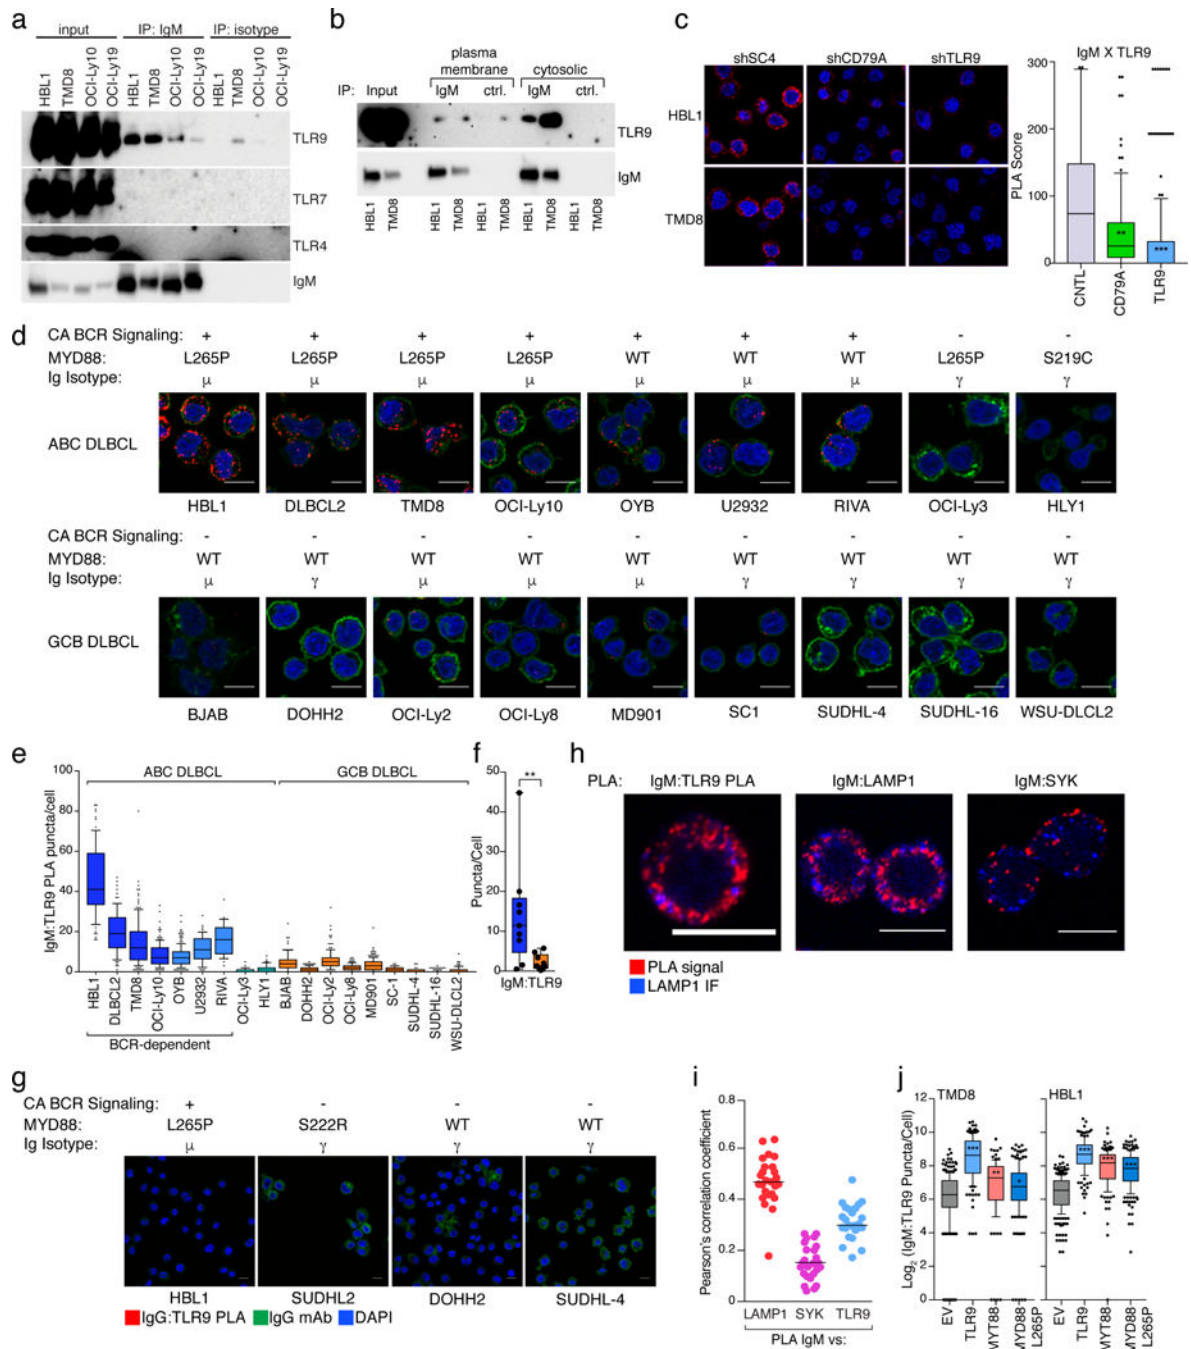 a
input
IP: IgM
IP: isotype
HBL1
TMD8
OCI-Ly10
OCI-Ly19
HBL1
TMD8
OCI-Ly10
OCI-Ly19
HBL1
TMD8
OCI-Ly10
OCI-Ly19
TLR9
TLR7
TLR4
IgM
b
plasma
membrane
cytosolic
IP: Input IgM ctrl. IgM ctrl.
TLR9
IgM
HBL1
TMD8
HBL1
TMD8
HBL1
TMD8
HBL1
TMD8
HBL1
TMD8
c
shSC4 shCD79A shTLR9
HBL1
TMD8
IgM X TLR9
PLA Score
300
200
100
0
**
***
CNTL
CD79A
TLR9
d
CA BCR Signaling: + + + + + + + - -
MYD88: L265P L265P L265P L265P WT WT WT L265P S219C
Ig Isotype: μ μ μ μ μ μ μ γ γ
ABC DLBCL
HBL1 DLBCL2 TMD8 OCI-Ly10 OYB U2932 RIVA OCI-Ly3 HLY1
CA BCR Signaling: - - - - - - - - -
MYD88: WT WT WT WT WT WT WT WT WT
Ig Isotype: μ γ μ μ μ γ γ γ γ
GCB DLBCL
BJAB DOHH2 OCI-Ly2 OCI-Ly8 MD901 SC1 SUDHL-4 SUDHL-16 WSU-DLCL2
e
ABC DLBCL GCB DLBCL
IgM:TLR9 PLA puncta/cell
100
80
60
40
20
0
HBL1
DLBCL2
TMD8
OCI-Ly10
OYB
U2932
RIVA
OCI-Ly3
HLY1
BJAB
DOHH2
OCI-Ly2
OCI-Ly8
MD901
SC-1
SUDHL-4
SUDHL-16
WSU-DLCL2
BCR-dependent
f
Puncta/Cell
50
40
30
20
10
0
**
IgM:TLR9
h
PLA: IgM:TLR9 PLA IgM:LAMP1 IgM:SYK
PLA signal
LAMP1 IF
g
CA BCR Signaling: + - - -
MYD88: L265P S222R WT WT
Ig Isotype: μ γ γ γ
HBL1 SUDHL2 DOHH2 SUDHL-4
IgG:TLR9 PLA IgG mAb DAPI
i
Pearson's correlation coefficient
0.8
0.6
0.4
0.2
0
LAMP1 SYK TLR9
PLA IgM vs:
j
TMD8 HBL1
Log2 (IgM:TLR9 Puncta/Cell)
12
10
8
6
4
2
0
***
**
*
***
***
***
EV
TLR9
MYT88
MYD88
L265P
EV
TLR9
MYT88
MYD88
L265P